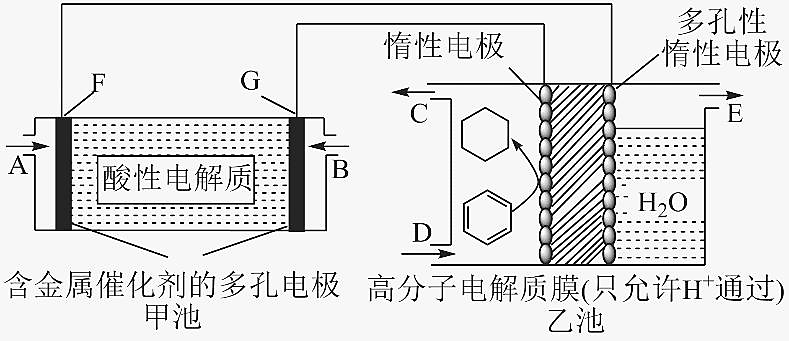 多孔性
惰性电极
惰性电极
F
G
A
B
C
D
E
酸性电解质
H₂O
含金属催化剂的多孔电极
甲池
高分子电解质膜(只允许H⁺通过)
乙池